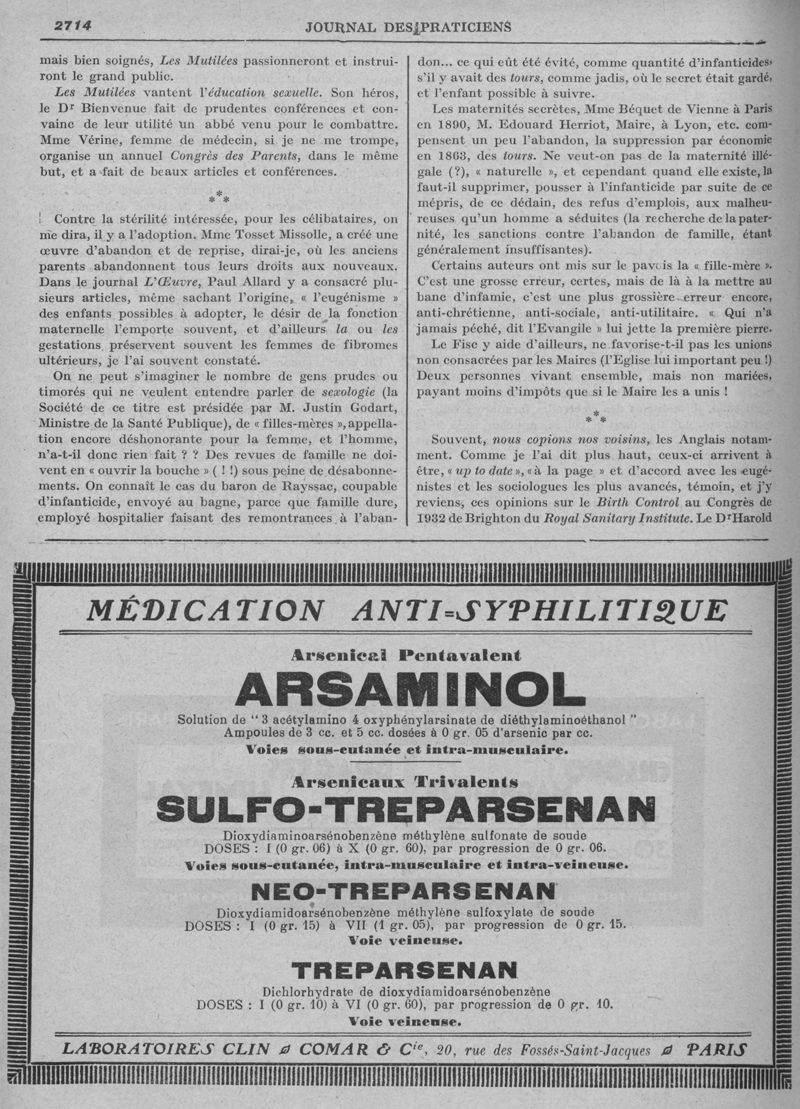 2714
JOURNAL DES PRATICIENS
mais bien soignés, Les Mutilées passionneront et instrui-
ront le grand public.
Les Mutilées vantent l'éducation sexuelle. Son héros,
le Dr Bienvenue fait de prudentes conférences et con-
vainc de leur utilité un abbé venu pour le combattre.
Mme Vérine, femme de médecin, si je ne me trompe,
organise un annuel Congrès des Parents, dans le même
but, et a fait de beaux articles et conférences.
* * *
Contre la stérilité intéressée, pour les célibataires, on
me dira, il y a l'adoption. Mme Tosset Missolle, a créé une
œuvre d'abandon et de reprise, dirai-je, où les anciens
parents abandonnent tous leurs droits aux nouveaux.
Dans le journal L'Œuvre, Paul Allard y a consacré plu-
sieurs articles, même sachant l'origine, « l'eugénisme »
des enfants possibles à adopter, le désir de la fonction
maternelle l'emporte souvent, et d'ailleurs la ou les
gestations préservent souvent les femmes de fibromes
ultérieurs, je l'ai souvent constaté.
On ne peut s'imaginer le nombre de gens prudes ou
timorés qui ne veulent entendre parler de sexologie (la
Société de ce titre est présidée par M. Justin Godart,
Ministre de la Santé Publique), de « filles-mères », appella-
tion encore déshonorante pour la femme, et l'homme,
n'a-t-il donc rien fait ? ? Des revues de famille ne doi-
vent en « ouvrir la bouche » ( ! !) sous peine de désabonne-
ments. On connaît le cas du baron de Rayssac, coupable
d'infanticide, envoyé au bagne, parce que famille dure,
employé hospitalier faisant des remontrances à l'aban-
don... ce qui eût été évité, comme quantité d'infanticides,
s'il y avait des tours, comme jadis, où le secret était gardé,
et l'enfant possible à suivre.
Les maternités secrètes, Mme Béquet de Vienne à Paris
en 1890, M. Edouard Herriot, Maire, à Lyon, etc. com-
pensent un peu l'abandon, la suppression par économie
en 1863, des tours. Ne veut-on pas de la maternité illé-
gale (?), « naturelle », et cependant quand elle existe, la
faut-il supprimer, pousser à l'infanticide par suite de ce
mépris, de ce dédain, des refus d'emplois, aux malheu-
reuses qu'un homme a séduites (la recherche de la pater-
nité, les sanctions contre l'abandon de famille, étant
généralement insuffisantes).
Certains auteurs ont mis sur le pavois la « fille-mère ».
C'est une grosse erreur, certes, mais de là à la mettre au
banc d'infamie, c'est une plus grossière erreur encore,
anti-chrétienne, anti-sociale, anti-utilitaire. « Qui n'a
jamais péché, dit l'Evangile » lui jette la première pierre.
Le Fisc y aide d'ailleurs, ne favorise-t-il pas les unions
non consacrées par les Maires (l'Eglise lui important peu !)
Deux personnes vivant ensemble, mais non mariées,
payant moins d'impôts que si le Maire les a unis !
* * *
Souvent, nous copions nos voisins, les Anglais notam-
ment. Comme je l'ai dit plus haut, ceux-ci arrivent à
être, « up to date », « à la page » et d'accord avec les eugé-
nistes et les sociologues les plus avancés, témoin, et j'y
reviens, ces opinions sur le Birth Control au Congrès de
1932 de Brighton du Royal Sanitary Institute. Le Dr Harold
MÉDICATION ANTI-SYPHILITIQUE
Arsenical Pentavalent
ARSAMINOL
Solution de “ 3 acétylamino 4 oxyphénylarsinate de diéthylaminoéthanol ”
Ampoules de 3 cc. et 5 cc. dosées à 0 gr. 05 d'arsenic par cc.
Voies sous-cutanée et intra-musculaire.
Arsenicaux Trivalents
SULFO-TREPARSENAN
Dioxydiaminoarsénobenzène méthylène sulfonate de soude
DOSES : I (0 gr. 06) à X (0 gr. 60), par progression de 0 gr. 06.
Voies sous-cutanée, intra-musculaire et intra-veineuse.
NEO-TREPARSENAN
Dioxydiamidoarsénobenzène méthylène sulfoxylate de soude
DOSES : I (0 gr. 15) à VII (1 gr. 05), par progression de 0 gr. 15.
Voie veineuse.
TREPARSENAN
Dichlorhydrate de dioxydiamidoarsénobenzène
DOSES : I (0 gr. 10) à VI (0 gr. 60), par progression de 0 gr. 10.
Voie veineuse.
LABORATOIRES CLIN COMAR & Cie, 20, rue des Fossés-Saint-Jacques PARIS